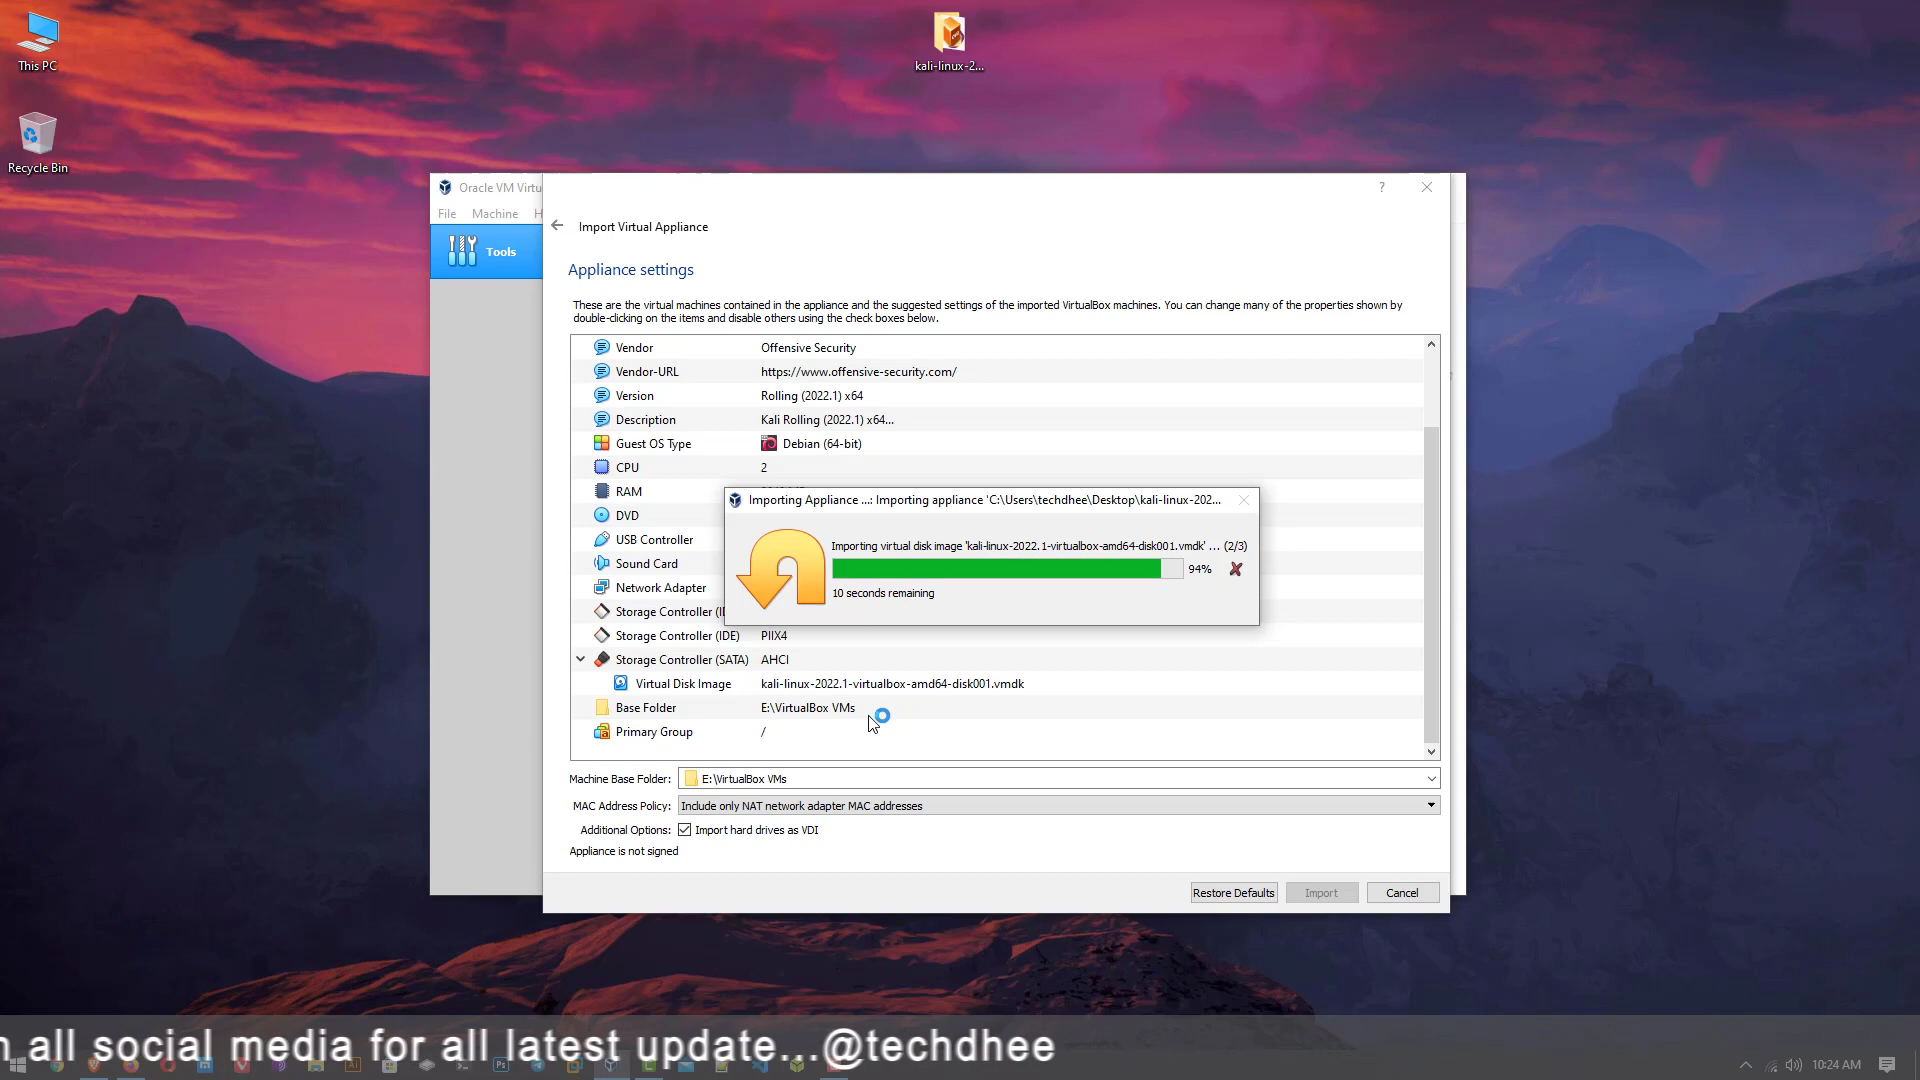 This PC
kali-linux-2...
Recycle Bin
Oracle VM Virtu
File Machine H
Tools
?
Import Virtual Appliance
Appliance settings
These are the virtual machines contained in the appliance and the suggested settings of the imported VirtualBox machines. You can change many of the properties shown by
double-clicking on the items and disable others using the check boxes below.
Vendor Offensive Security
Vendor-URL https://www.offensive-security.com/
Version Rolling (2022.1) x64
Description Kali Rolling (2022.1) x64...
Guest OS Type Debian (64-bit)
CPU 2
RAM
DVD
USB Controller
Sound Card
Network Adapter
Storage Controller (ID
Storage Controller (IDE) PIIX4
Storage Controller (SATA) AHCI
Virtual Disk Image kali-linux-2022.1-virtualbox-amd64-disk001.vmdk
Base Folder E:\VirtualBox VMs
Primary Group /
Importing Appliance ...: Importing appliance 'C:\Users\techdhee\Desktop\kali-linux-202...
Importing virtual disk image 'kali-linux-2022.1-virtualbox-amd64-disk001.vmdk' ... (2/3)
94%
10 seconds remaining
Machine Base Folder: E:\VirtualBox VMs
MAC Address Policy: Include only NAT network adapter MAC addresses
Additional Options: Import hard drives as VDI
Appliance is not signed
Restore Defaults Import Cancel
n all social media for all latest update...@techdhee
10:24 AM